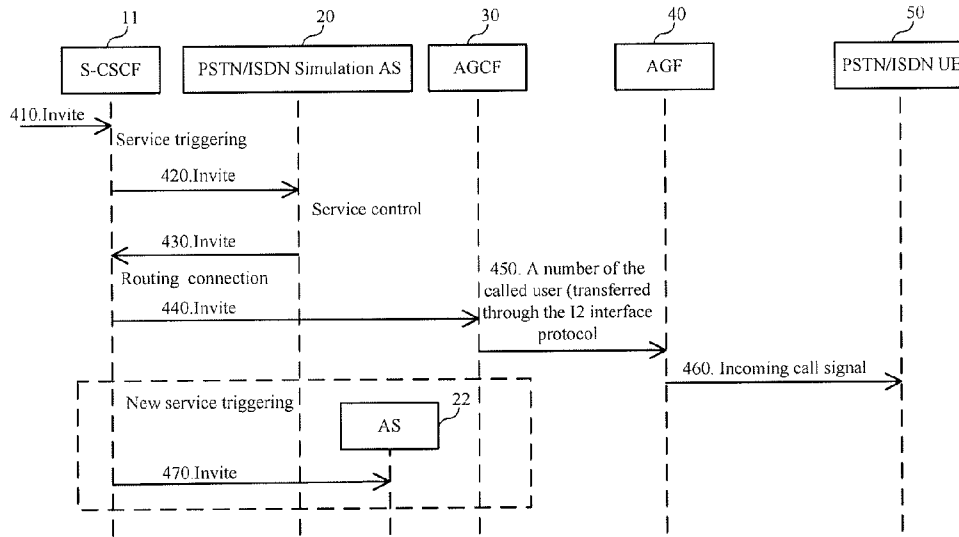 11
20
30
40
50
S-CSCF
PSTN/ISDN Simulation AS
AGCF
AGF
PSTN/ISDN UE
410.Invite
Service triggering
420.Invite
Service control
430.Invite
Routing connection
440.Invite
450. A number of the
called user (transferred
through the I2 interface
protocol
460. Incoming call signal
New service triggering
22
AS
470.Invite